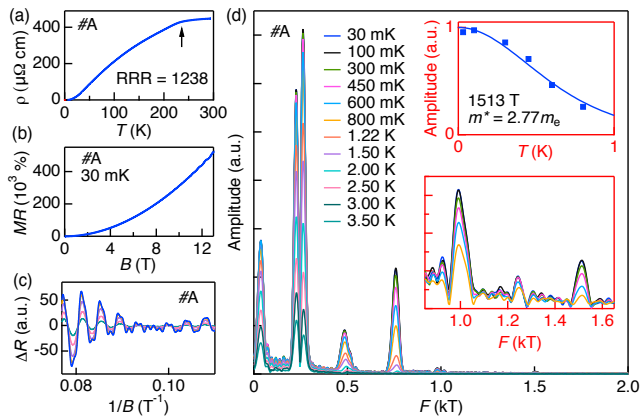 (a)
#A
ρ (μΩ cm)
400
200
0
RRR = 1238
0
100
200
300
T (K)
(b)
#A
30 mK
MR (10³ %)
500
0
0
4
8
12
B (T)
(c)
#A
ΔR (a.u.)
50
0
-50
0.08
0.10
1/B (T⁻¹)
(d)
#A
Amplitude (a.u.)
30 mK
100 mK
300 mK
450 mK
600 mK
800 mK
1.22 K
1.50 K
2.00 K
2.50 K
3.00 K
3.50 K
0
0.5
1.0
1.5
2.0
F (kT)
Amplitude (a.u.)
1
0
1513 T
m* = 2.77mₑ
0
1
T (K)
1.0
1.2
1.4
1.6
F (kT)